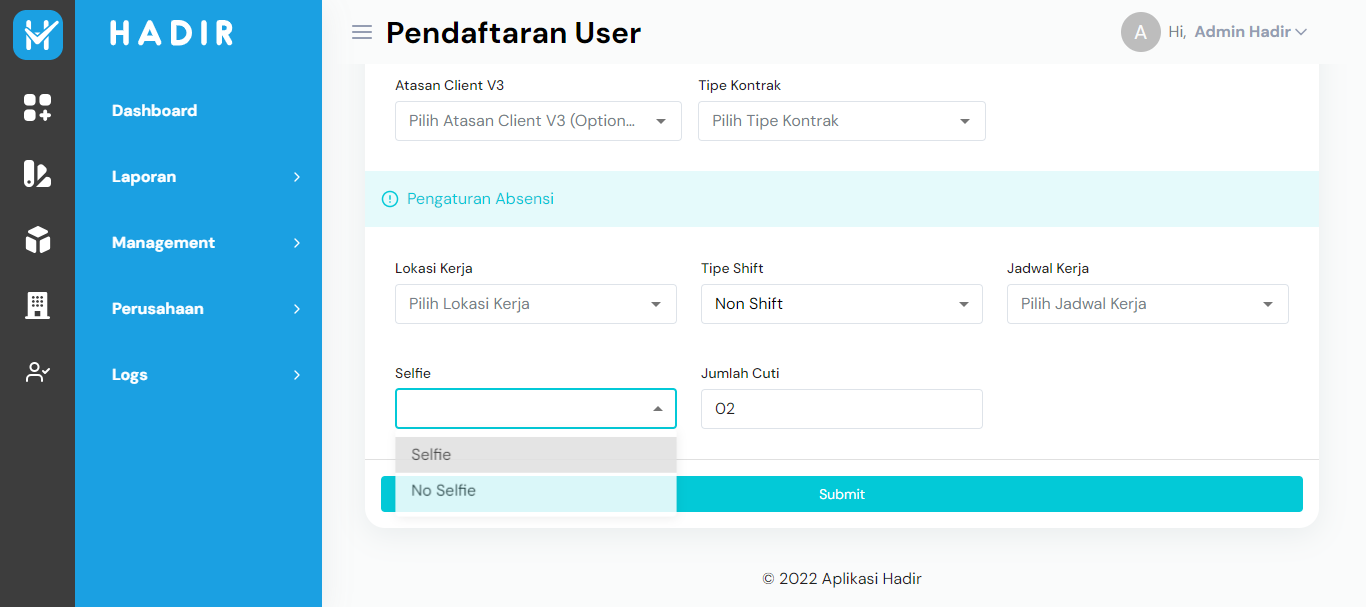 HADIR
Pendaftaran User
A
Hi, Admin Hadir
Dashboard
Laporan
Management
Perusahaan
Logs
Atasan Client V3
Tipe Kontrak
Pilih Atasan Client V3 (Option...
Pilih Tipe Kontrak
Pengaturan Absensi
Lokasi Kerja
Tipe Shift
Jadwal Kerja
Pilih Lokasi Kerja
Non Shift
Pilih Jadwal Kerja
Selfie
Jumlah Cuti
02
Selfie
No Selfie
Submit
© 2022 Aplikasi Hadir